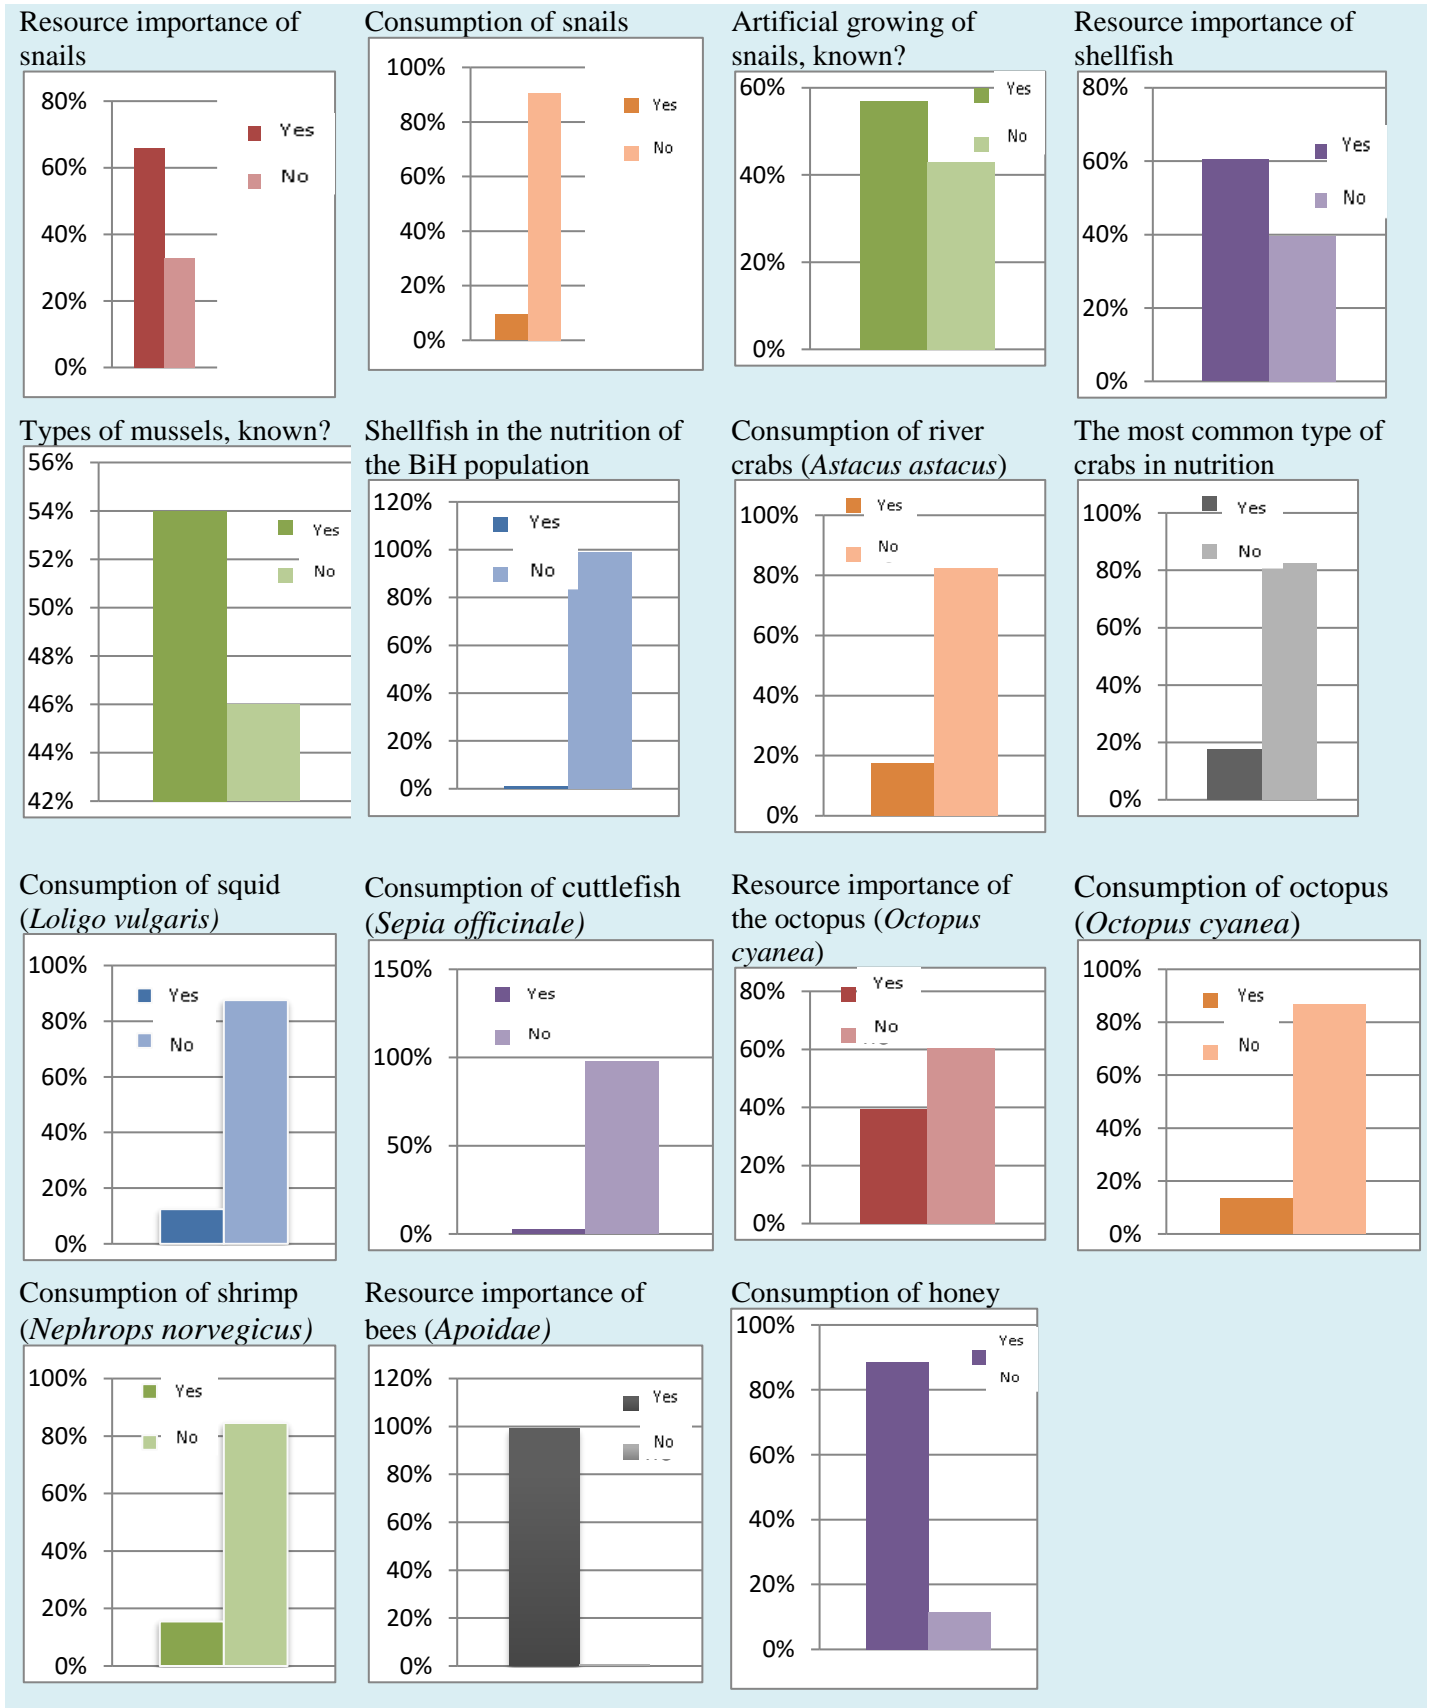 Resource importance of
snails
80%
60%
40%
20%
0%
Yes
No
Consumption of snails
100%
80%
60%
40%
20%
0%
Yes
No
Artificial growing of
snails, known?
60%
40%
20%
0%
Yes
No
Resource importance of
shellfish
80%
60%
40%
20%
0%
Yes
No
Types of mussels, known?
56%
54%
52%
50%
48%
46%
44%
42%
Yes
No
Shellfish in the nutrition of
the BiH population
120%
100%
80%
60%
40%
20%
0%
Yes
No
Consumption of river
crabs (Astacus astacus)
100%
80%
60%
40%
20%
0%
Yes
No
The most common type of
crabs in nutrition
100%
80%
60%
40%
20%
0%
Yes
No
Consumption of squid
(Loligo vulgaris)
100%
80%
60%
40%
20%
0%
Yes
No
Consumption of cuttlefish
(Sepia officinale)
150%
100%
50%
0%
Yes
No
Resource importance of
the octopus (Octopus
cyanea)
80%
60%
40%
20%
0%
Yes
No
Consumption of octopus
(Octopus cyanea)
100%
80%
60%
40%
20%
0%
Yes
No
Consumption of shrimp
(Nephrops norvegicus)
100%
80%
60%
40%
20%
0%
Yes
No
Resource importance of
bees (Apoidae)
120%
100%
80%
60%
40%
20%
0%
Yes
No
Consumption of honey
100%
80%
60%
40%
20%
0%
Yes
No